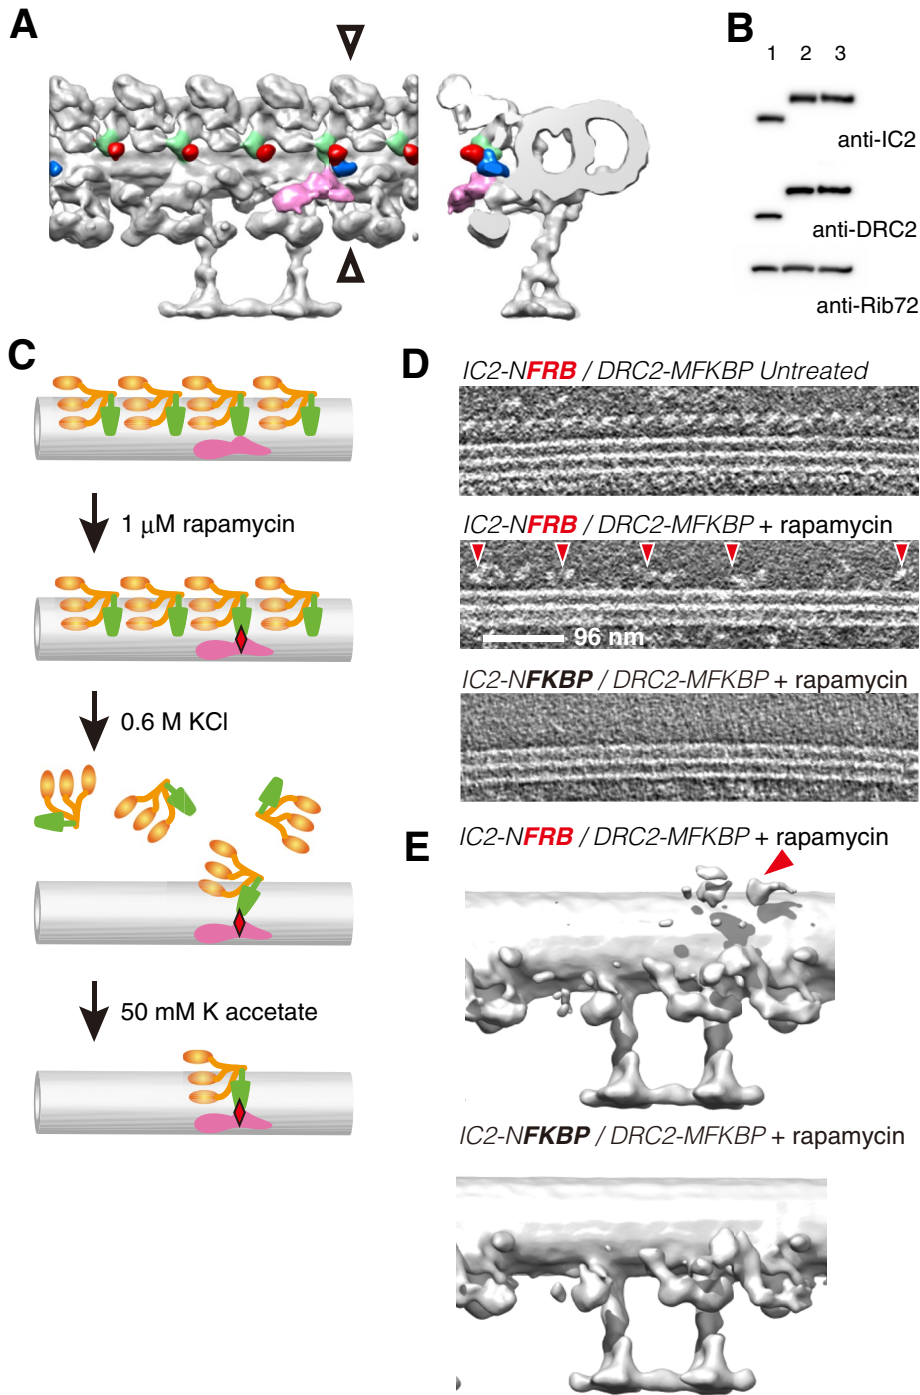 A
B
1 2 3
anti-IC2
anti-DRC2
anti-Rib72
C
1 μM rapamycin
0.6 M KCl
50 mM K accetate
D
IC2-NFRB / DRC2-MFKBP Untreated
IC2-NFRB / DRC2-MFKBP + rapamycin
96 nm
IC2-NFKBP / DRC2-MFKBP + rapamycin
E
IC2-NFRB / DRC2-MFKBP + rapamycin
IC2-NFKBP / DRC2-MFKBP + rapamycin